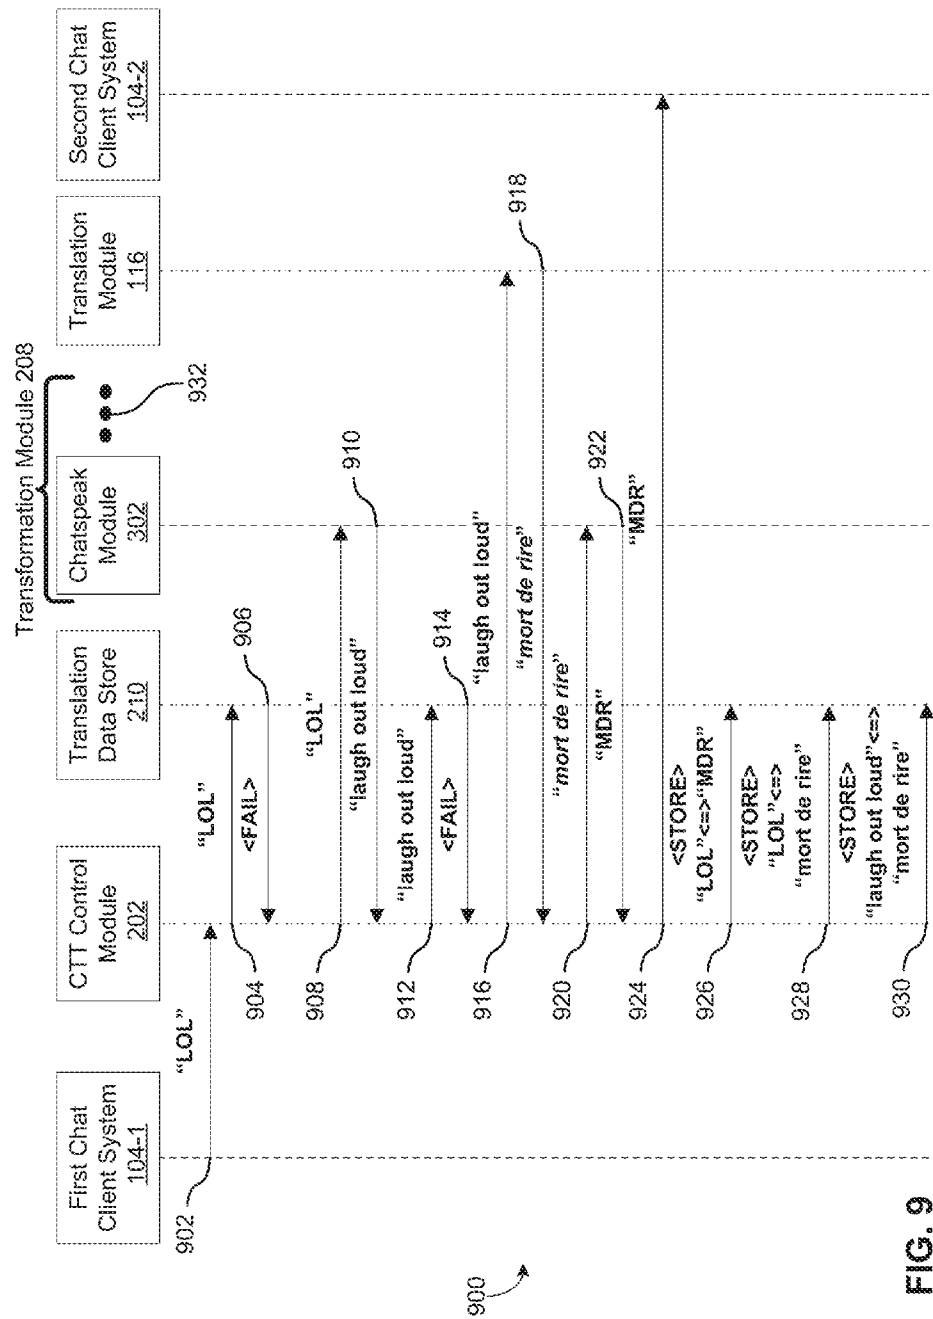 Transformation Module 208
First Chat
Client System
104-1
CTT Control
Module
202
Translation
Data Store
210
Chatspeak
Module
302
932
Translation
Module
116
Second Chat
Client System
104-2
902
“LOL”
904
“LOL”
<FAIL>
906
908
“LOL”
“laugh out loud”
910
912
“laugh out loud”
<FAIL>
914
916
“laugh out loud”
“mort de rire”
918
920
“mort de rire”
“MDR”
922
924
“MDR”
926
<STORE>
“LOL”<=>“MDR”
928
<STORE>
“LOL”<=>
“mort de rire”
930
<STORE>
“laugh out loud”<=>
“mort de rire”
900
FIG. 9